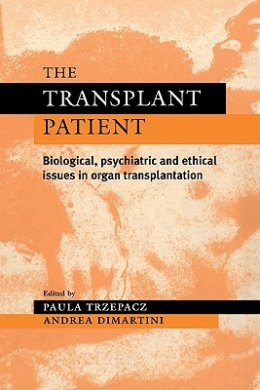 THE
TRANSPLANT
PATIENT
Biological, psychiatric and ethical
issues in organ transplantation
Edited by
PAULA TRZEPACZ
ANDREA DIMARTINI